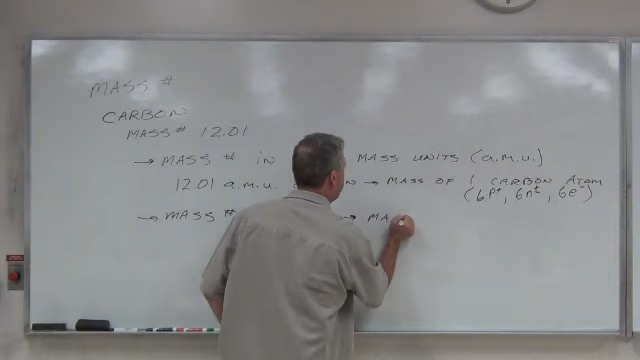 MASS #
CARBON
MASS# 12.01
→ MASS # IN MASS UNITS (a.m.u.)
12.01 a.m.u. N → MASS OF 1 CARBON ATOM
(6p⁺, 6n±, 6e⁻)
→ MASS # → MAS